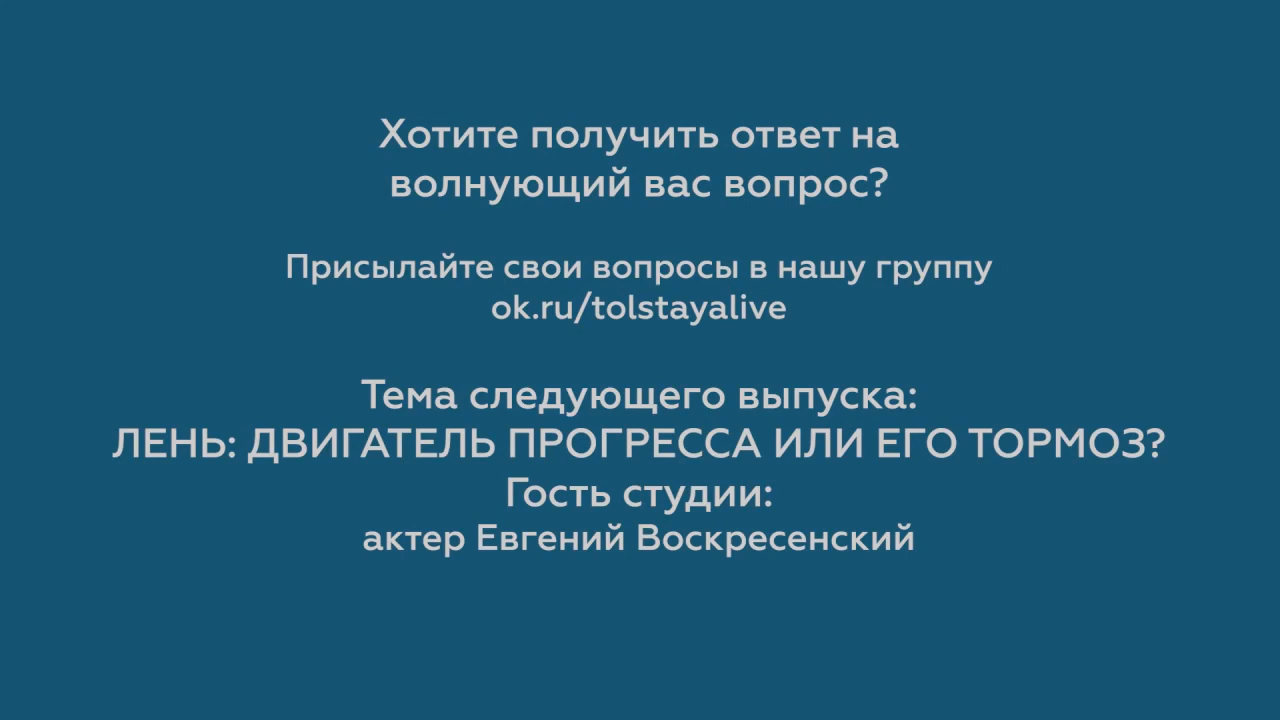 Хотите получить ответ на
волнующий вас вопрос?
Присылайте свои вопросы в нашу группу
ok.ru/tolstayalive
Тема следующего выпуска:
ЛЕНЬ: ДВИГАТЕЛЬ ПРОГРЕССА ИЛИ ЕГО ТОРМОЗ?
Гость студии:
актер Евгений Воскресенский